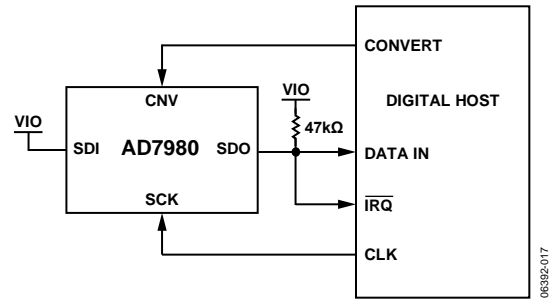 CONVERT
VIO
CNV
VIO
DIGITAL HOST
47kΩ
SDI
AD7980
SDO
DATA IN
SCK
IRQ
CLK
06392-017